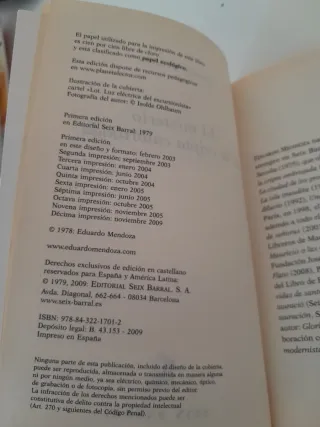 El papel utilizado para la impresión de este libro
es cien por cien libre de cloro
y está clasificado como papel ecológico.
Esta edición dispone de recursos pedagógicos
en www.planetalector.com
Ilustración de la cubierta:
cartel «Loï. Luz eléctrica del
Fotografía del autor: © Isolde Ohlbaum
Primera edición
en Editorial Seix Barral: 1979
Primera edición
en este diseño y formato: febrero 2003
Segunda impresión: septiembre 2003
Tercera impresión: enero 2004
Cuarta impresión: junio 2004
Quinta impresión: octubre 2004
Sexta impresión: enero 2005
Séptima impresión: junio 2005
Octava impresión: octubre 2005
Novena impresión: noviembre 2005
Décima impresión: noviembre 2009
© 1978: Eduardo Mendoza
www.eduardomendoza.com
Derechos exclusivos de edición en castellano
reservados para España y América Latina:
© 1979, 2009: EDITORIAL SEIX BARRAL, S. A.
Avda. Diagonal, 662-664 - 08034 Barcelona
www.seix-barral.es
ISBN: 978-84-322-1701-2
Depósito legal: B. 43.153 - 2009
Impreso en España
Ninguna parte de esta publicación, incluido el diseño de la cubierta,
puede ser reproducida, almacenada o transmitida en manera alguna
ni por ningún medio, ya sea eléctrico, químico, mecánico, óptico,
de grabación o de fotocopia, sin permiso previo del editor.
La infracción de los derechos mencionados puede ser
constitutiva de delito contra la propiedad intelectual
(Art. 270 y siguientes del Código Penal).